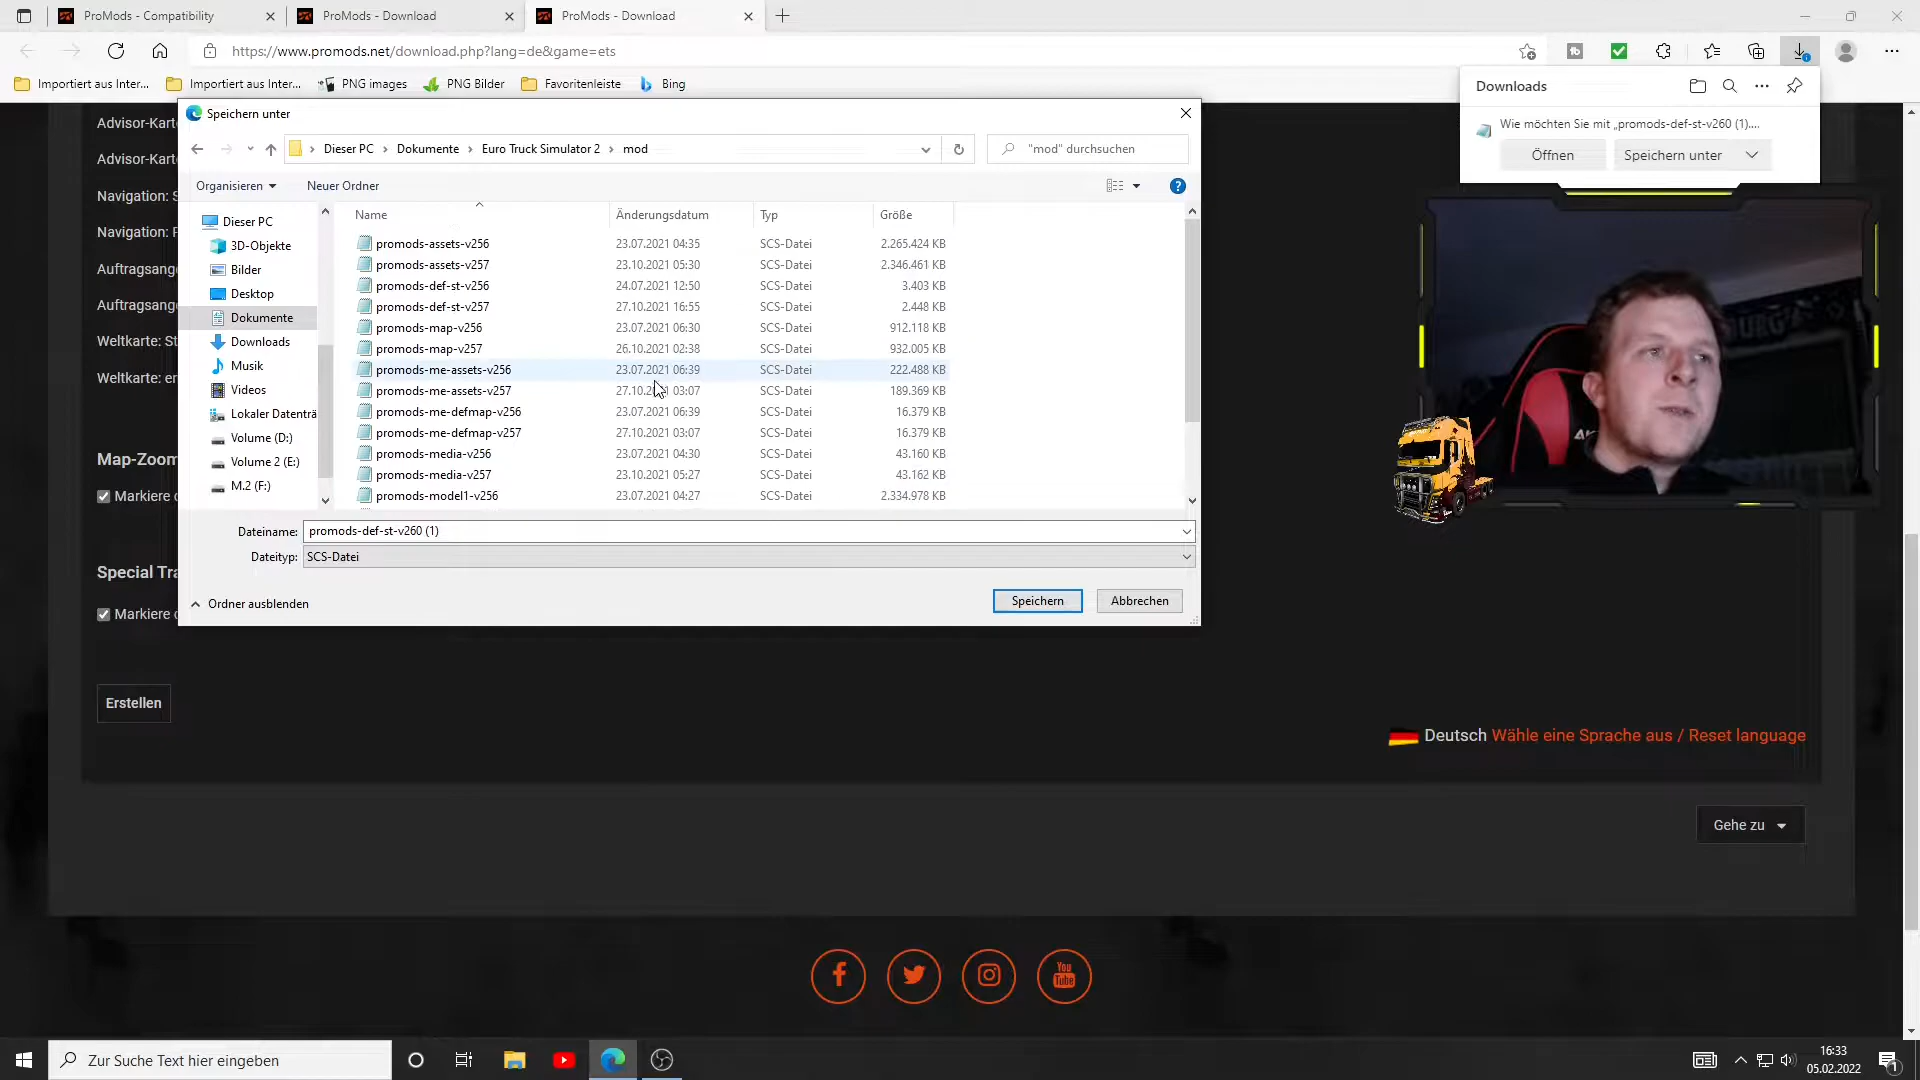 ProMods - Compatibility
ProMods - Download
ProMods - Download
https://www.promods.net/download.php?lang=de&game=ets
Importiert aus Inter...
Importiert aus Inter...
PNG images
PNG Bilder
Favoritenleiste
Bing
Downloads
Wie möchten Sie mit „promods-def-st-v260 (1)....
Öffnen
Speichern unter
Speichern unter
Dieser PC
Dokumente
Euro Truck Simulator 2
mod
"mod" durchsuchen
Organisieren
Neuer Ordner
Name Änderungsdatum Typ Größe
promods-assets-v256 23.07.2021 04:35 SCS-Datei 2.265.424 KB
promods-assets-v257 23.10.2021 05:30 SCS-Datei 2.346.461 KB
promods-def-st-v256 24.07.2021 12:50 SCS-Datei 3.403 KB
promods-def-st-v257 27.10.2021 16:55 SCS-Datei 2.448 KB
promods-map-v256 23.07.2021 06:30 SCS-Datei 912.118 KB
promods-map-v257 26.10.2021 02:38 SCS-Datei 932.005 KB
promods-me-assets-v256 23.07.2021 06:39 SCS-Datei 222.488 KB
promods-me-assets-v257 27.10.2021 03:07 SCS-Datei 189.369 KB
promods-me-defmap-v256 23.07.2021 06:39 SCS-Datei 16.379 KB
promods-me-defmap-v257 27.10.2021 03:07 SCS-Datei 16.379 KB
promods-media-v256 23.07.2021 04:30 SCS-Datei 43.160 KB
promods-media-v257 23.10.2021 05:27 SCS-Datei 43.162 KB
promods-model1-v256 23.07.2021 04:27 SCS-Datei 2.334.978 KB
Dieser PC
3D-Objekte
Bilder
Desktop
Dokumente
Downloads
Musik
Videos
Lokaler Datenträ
Volume (D:)
Volume 2 (E:)
M.2 (F:)
Dateiname: promods-def-st-v260 (1)
Dateityp: SCS-Datei
Ordner ausblenden
Speichern
Abbrechen
Advisor-Kart
Advisor-Kart
Navigation: S
Navigation: F
Auftragsang
Auftragsang
Weltkarte: St
Weltkarte: er
Map-Zoom
Markiere
Special Tra
Markiere
Erstellen
Deutsch Wähle eine Sprache aus / Reset language
Gehe zu
You
Tube
Zur Suche Text hier eingeben
16:33
05.02.2022
1